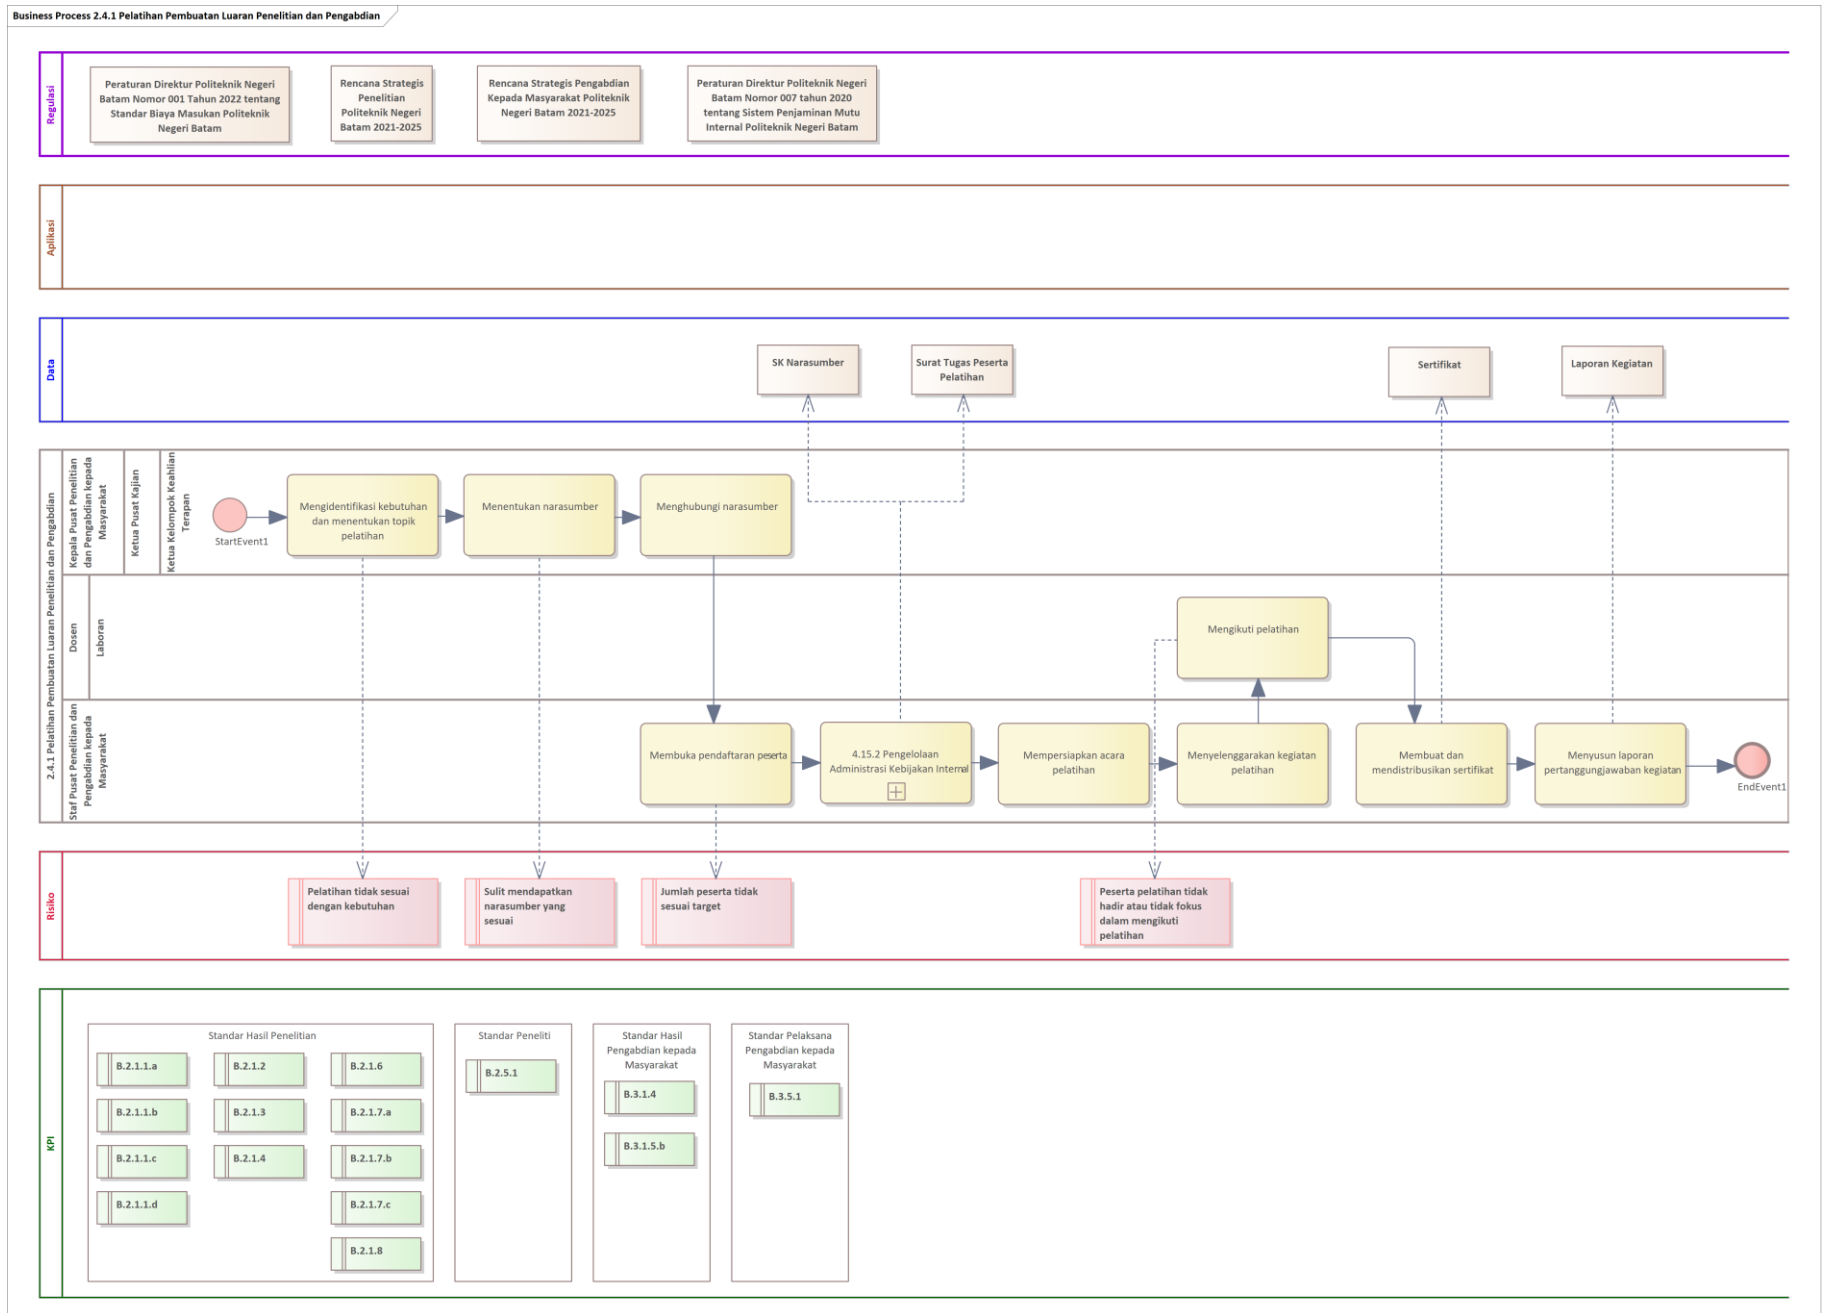 Business Process 2.4.1 Pelatihan Pembuatan Luaran Penelitian dan Pengabdian
Regulasi
Peraturan Direktur Politeknik Negeri
Batam Nomor 001 Tahun 2022 tentang
Standar Biaya Masukan Politeknik
Negeri Batam
Rencana Strategis
Penelitian
Politeknik Negeri
Batam 2021-2025
Rencana Strategis Pengabdian
Kepada Masyarakat Politeknik
Negeri Batam 2021-2025
Peraturan Direktur Politeknik Negeri
Batam Nomor 007 tahun 2020
tentang Sistem Penjaminan Mutu
Internal Politeknik Negeri Batam
Aplikasi
Data
SK Narasumber
Surat Tugas Peserta
Pelatihan
Sertifikat
Laporan Kegiatan
2.4.1 Pelatihan Pembuatan Luaran Penelitian dan Pengabdian
Kepala Pusat Penelitian
dan Pengabdian kepada
Masyarakat
Ketua Pusat Kajian
Ketua Kelompok Keahlian
Terapan
StartEvent1
Mengidentifikasi kebutuhan
dan menentukan topik
pelatihan
Menentukan narasumber
Menghubungi narasumber
Dosen
Laboran
Mengikuti pelatihan
Staf Pusat Penelitian dan
Pengabdian kepada
Masyarakat
Membuka pendaftaran peserta
4.15.2 Pengelolaan
Administrasi Kebijakan Internal
Mempersiapkan acara
pelatihan
Menyelenggarakan kegiatan
pelatihan
Membuat dan
mendistribusikan sertifikat
Menyusun laporan
pertanggungjawaban kegiatan
EndEvent1
Risiko
Pelatihan tidak sesuai
dengan kebutuhan
Sulit mendapatkan
narasumber yang
sesuai
Jumlah peserta tidak
sesuai target
Peserta pelatihan tidak
hadir atau tidak fokus
dalam mengikuti
pelatihan
KPI
Standar Hasil Penelitian
B.2.1.1.a
B.2.1.1.b
B.2.1.1.c
B.2.1.1.d
B.2.1.2
B.2.1.3
B.2.1.4
B.2.1.6
B.2.1.7.a
B.2.1.7.b
B.2.1.7.c
B.2.1.8
Standar Peneliti
B.2.5.1
Standar Hasil
Pengabdian kepada
Masyarakat
B.3.1.4
B.3.1.5.b
Standar Pelaksana
Pengabdian kepada
Masyarakat
B.3.5.1